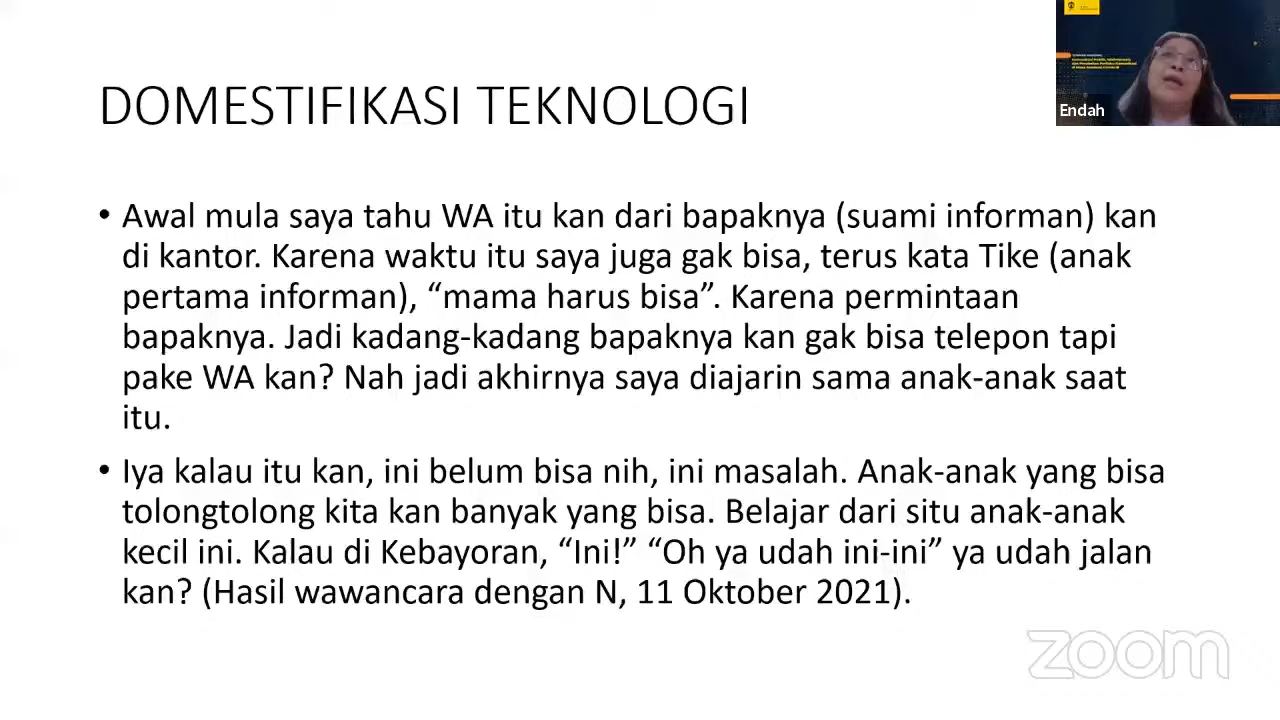 DOMESTIFIKASI TEKNOLOGI
Endah
• Awal mula saya tahu WA itu kan dari bapaknya (suami informan) kan
di kantor. Karena waktu itu saya juga gak bisa, terus kata Tike (anak
pertama informan), “mama harus bisa”. Karena permintaan
bapaknya. Jadi kadang-kadang bapaknya kan gak bisa telepon tapi
pake WA kan? Nah jadi akhirnya saya diajarin sama anak-anak saat
itu.
• Iya kalau itu kan, ini belum bisa nih, ini masalah. Anak-anak yang bisa
tolongtolong kita kan banyak yang bisa. Belajar dari situ anak-anak
kecil ini. Kalau di Kebayoran, “Ini!” “Oh ya udah ini-ini” ya udah jalan
kan? (Hasil wawancara dengan N, 11 Oktober 2021).
zoom